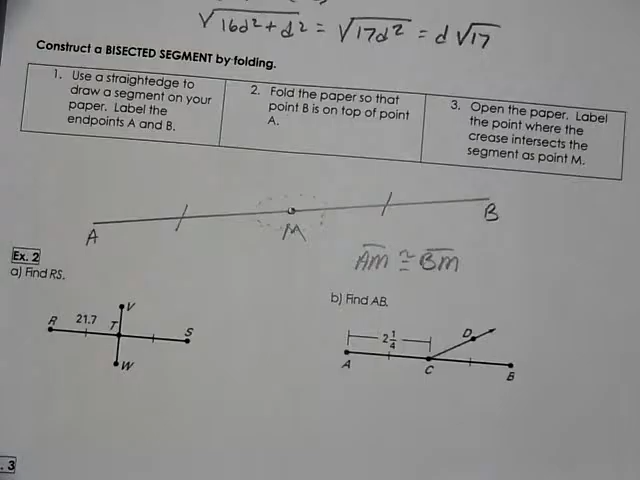 √16d² + d² = √17d² = d√17
Construct a BISECTED SEGMENT by folding.
1. Use a straightedge to
draw a segment on your
paper. Label the
endpoints A and B.
2. Fold the paper so that
point B is on top of point
A.
3. Open the paper. Label
the point where the
crease intersects the
segment as point M.
A M B
AM ≅ BM
Ex. 2
a) Find RS.
R 21.7 T V S
W
b) Find AB.
2 1/4 D
A C B
. 3